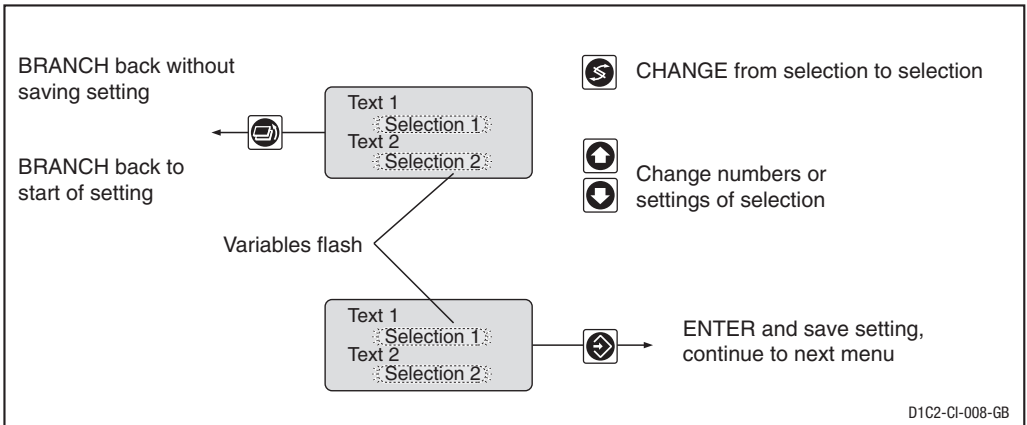 BRANCH back without
saving setting
BRANCH back to
start of setting
Text 1
Selection 1
Text 2
Selection 2
CHANGE from selection to selection
Change numbers or
settings of selection
Variables flash
Text 1
Selection 1
Text 2
Selection 2
ENTER and save setting,
continue to next menu
D1C2-CI-008-GB